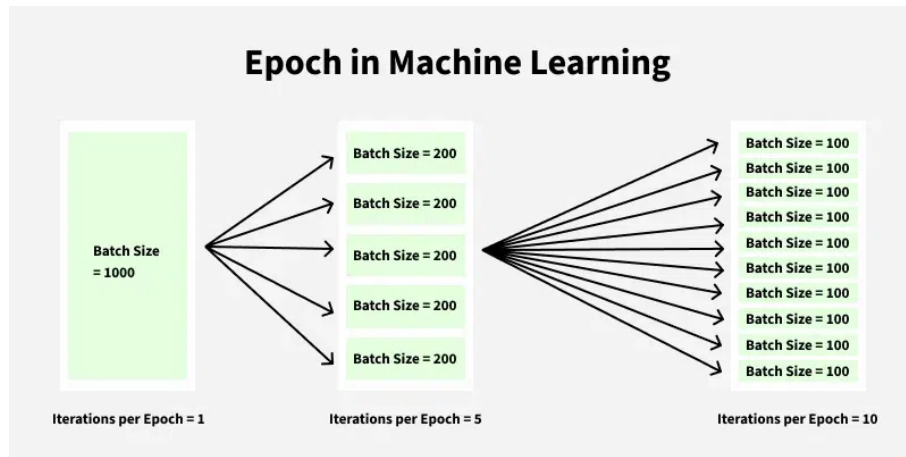 Epoch in Machine Learning
Batch Size
= 1000
Iterations per Epoch = 1
Batch Size = 200
Batch Size = 200
Batch Size = 200
Batch Size = 200
Batch Size = 200
Iterations per Epoch = 5
Batch Size = 100
Batch Size = 100
Batch Size = 100
Batch Size = 100
Batch Size = 100
Batch Size = 100
Batch Size = 100
Batch Size = 100
Batch Size = 100
Batch Size = 100
Iterations per Epoch = 10